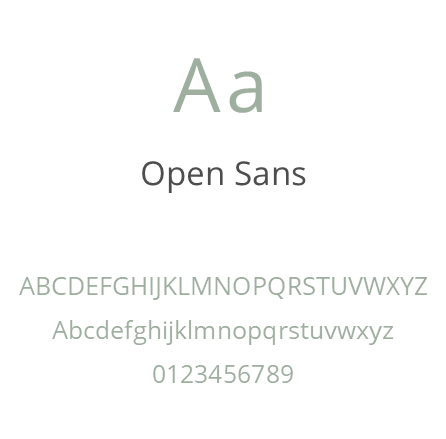 Aa
Open Sans
ABCDEFGHIJKLMNOPQRSTUVWXYZ
Abcdefghijklmnopqrstuvwxyz
0123456789